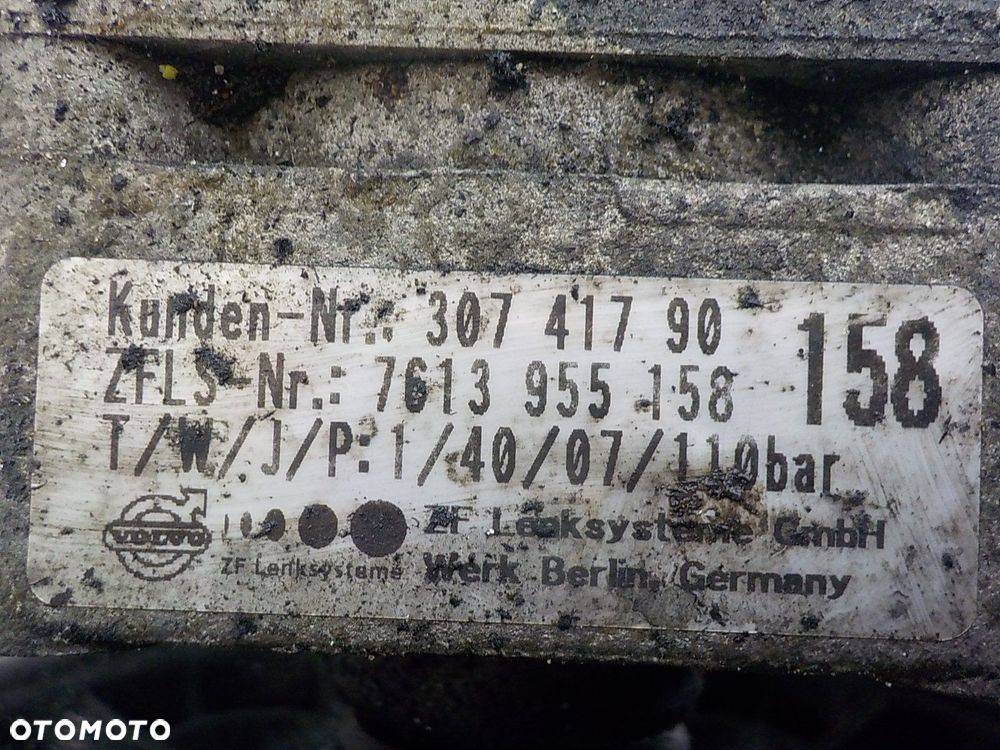 Kunden-Nr.: 307 417 90
158
ZFLS-Nr.: 7613 955 158
T/W/J/P:1/40/07/110bar
VOLVO
ZF Lenksysteme GmbH
ZF Lenksysteme
Werk Berlin, Germany
OTOMOTO